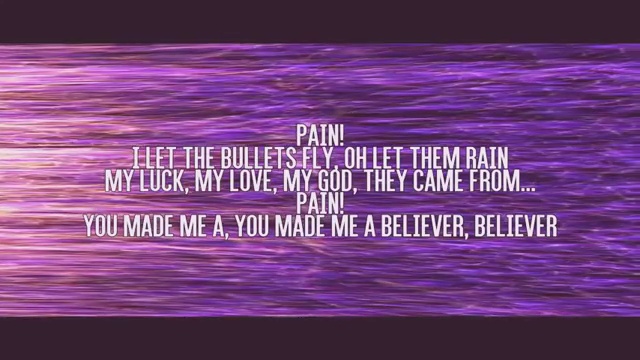 PAIN!
I LET THE BULLETS FLY, OH LET THEM RAIN
MY LUCK, MY LOVE, MY GOD, THEY CAME FROM...
PAIN!
YOU MADE ME A, YOU MADE ME A BELIEVER, BELIEVER